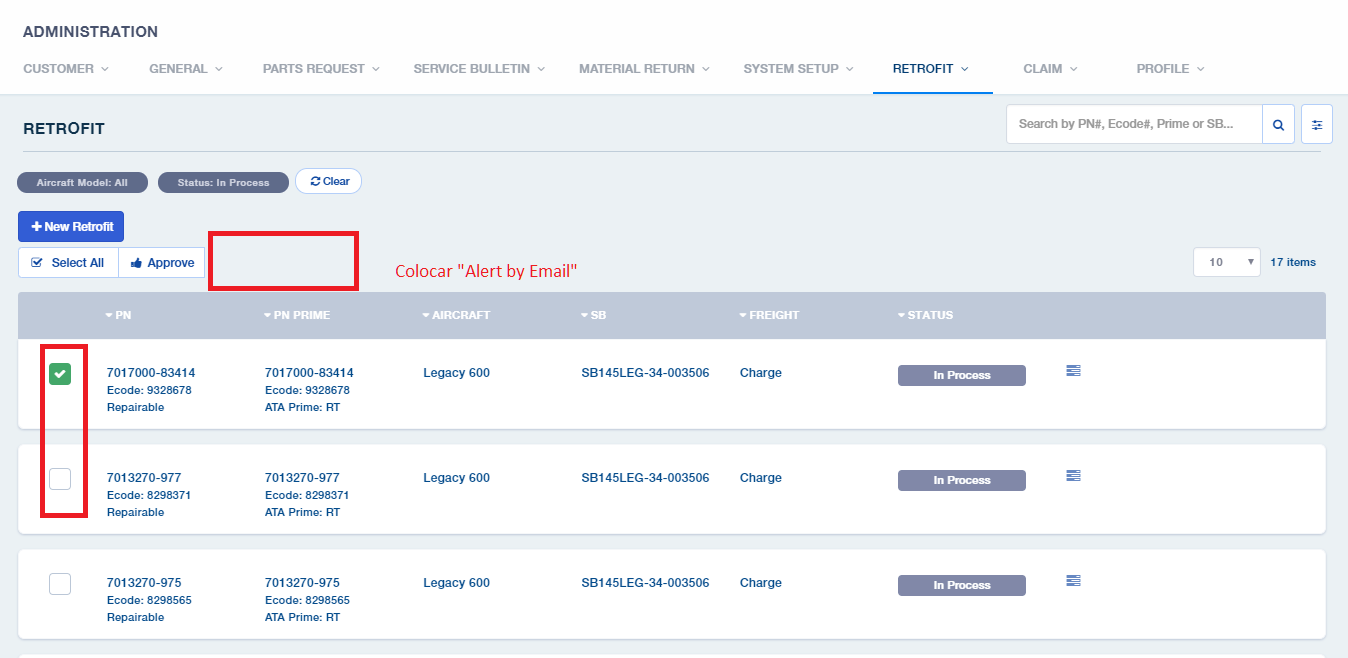 ADMINISTRATION
CUSTOMER GENERAL PARTS REQUEST SERVICE BULLETIN MATERIAL RETURN SYSTEM SETUP RETROFIT CLAIM PROFILE
RETROFIT
Search by PN#, Ecode#, Prime or SB...
Aircraft Model: All Status: In Process Clear
New Retrofit
Select All Approve Colocar "Alert by Email" 10 17 items
PN PN PRIME AIRCRAFT SB FREIGHT STATUS
7017000-83414 7017000-83414 Legacy 600 SB145LEG-34-003506 Charge In Process
Ecode: 9328678 Ecode: 9328678
Repairable ATA Prime: RT
7013270-977 7013270-977 Legacy 600 SB145LEG-34-003506 Charge In Process
Ecode: 8298371 Ecode: 8298371
Repairable ATA Prime: RT
7013270-975 7013270-975 Legacy 600 SB145LEG-34-003506 Charge In Process
Ecode: 8298565 Ecode: 8298565
Repairable ATA Prime: RT